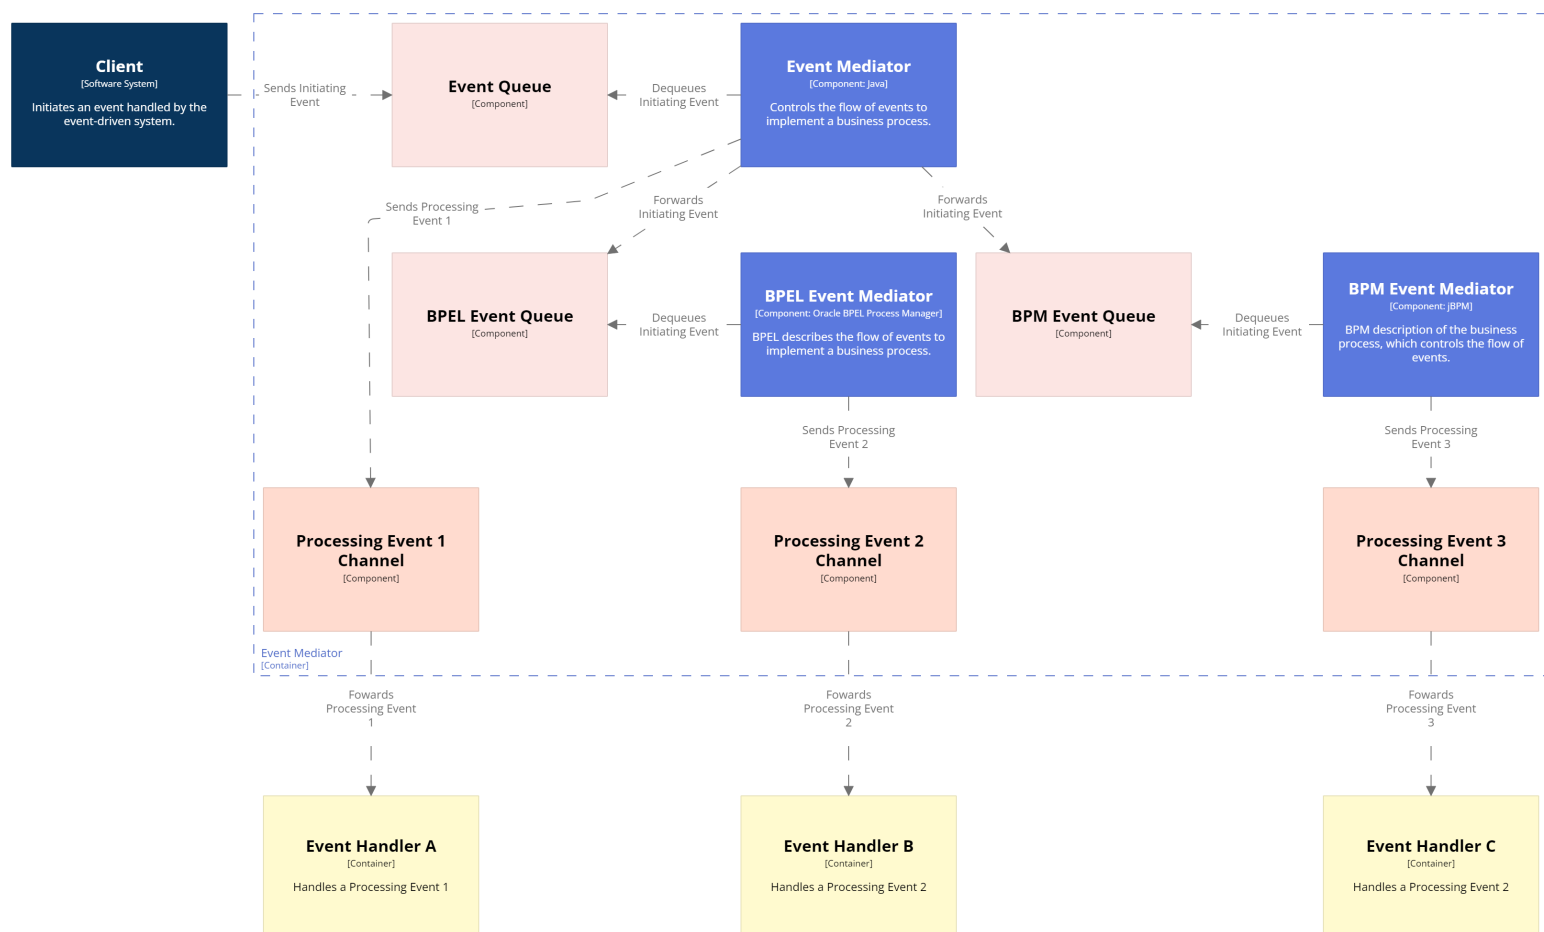 Client
[Software System]
Initiates an event handled by the
event-driven system.
Sends Initiating
Event
Event Queue
[Component]
Dequeues
Initiating Event
Event Mediator
[Component: Java]
Controls the flow of events to
implement a business process.
Sends Processing
Event 1
Forwards
Initiating Event
Forwards
Initiating Event
BPEL Event Queue
[Component]
Dequeues
Initiating Event
BPEL Event Mediator
[Component: Oracle BPEL Process Manager]
BPEL describes the flow of events to
implement a business process.
BPM Event Queue
[Component]
Dequeues
Initiating Event
BPM Event Mediator
[Component: jBPM]
BPM description of the business
process, which controls the flow of
events.
Sends Processing
Event 2
Sends Processing
Event 3
Processing Event 1
Channel
[Component]
Processing Event 2
Channel
[Component]
Processing Event 3
Channel
[Component]
Event Mediator
[Container]
Fowards
Processing Event
1
Fowards
Processing Event
2
Fowards
Processing Event
3
Event Handler A
[Container]
Handles a Processing Event 1
Event Handler B
[Container]
Handles a Processing Event 2
Event Handler C
[Container]
Handles a Processing Event 2